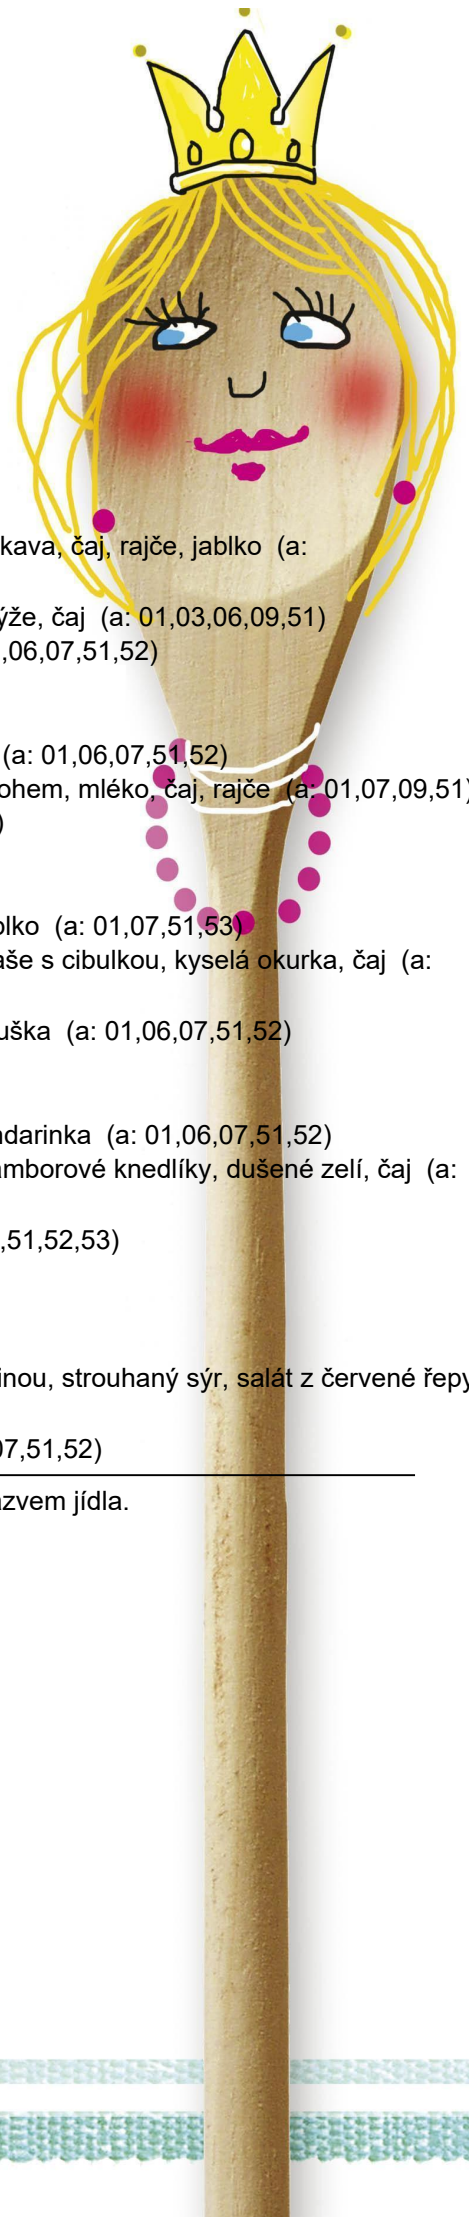 kava, čaj, rajče, jablko (a:
ýže, čaj (a: 01,03,06,09,51)
,06,07,51,52)
(a: 01,06,07,51,52)
ohem, mléko, čaj, rajče (a: 01,07,09,51)
)
blko (a: 01,07,51,53)
aše s cibulkou, kyselá okurka, čaj (a:
uška (a: 01,06,07,51,52)
ndarinka (a: 01,06,07,51,52)
amborové knedlíky, dušené zelí, čaj (a:
,51,52,53)
inou, strouhaný sýr, salát z červené řepy
07,51,52)
ázvem jídla.